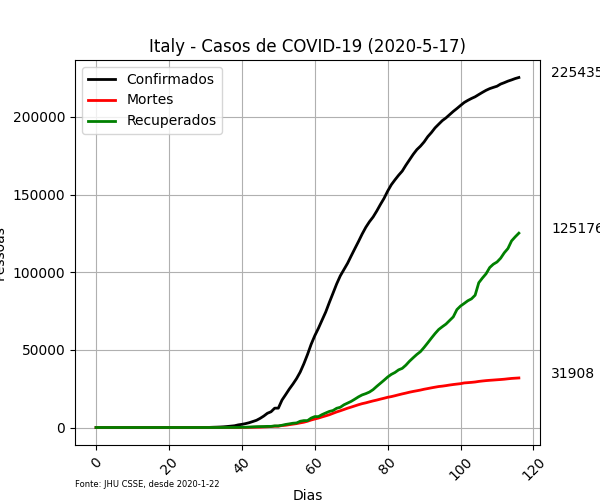 Italy - Casos de COVID-19 (2020-5-17)
Confirmados
Mortes
Recuperados
225435
125176
31908
200000
150000
100000
50000
0
Pessoas
0 20 40 60 80 100 120
Dias
Fonte: JHU CSSE, desde 2020-1-22